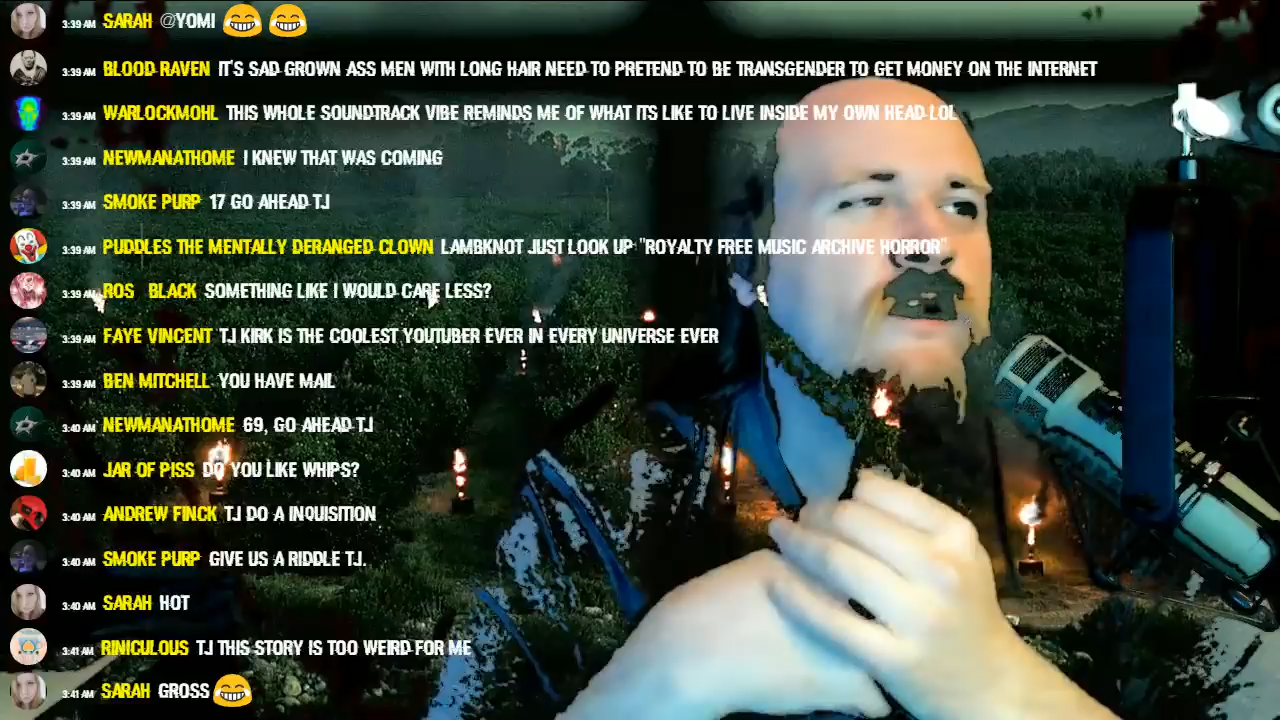 3:39 AM SARAH @YOMI 😂 😂
3:39 AM BLOOD RAVEN IT'S SAD GROWN ASS MEN WITH LONG HAIR NEED TO PRETEND TO BE TRANSGENDER TO GET MONEY ON THE INTERNET
3:39 AM WARLOCKMOHL THIS WHOLE SOUNDTRACK VIBE REMINDS ME OF WHAT ITS LIKE TO LIVE INSIDE MY OWN HEAD LOL
3:39 AM NEWMANATHOME I KNEW THAT WAS COMING
3:39 AM SMOKE PURP 17 GO AHEAD TJ
3:39 AM PUDDLES THE MENTALLY DERANGED CLOWN LAMBKNOT JUST LOOK UP "ROYALTY FREE MUSIC ARCHIVE HORROR"
3:39 AM ROS BLACK SOMETHING LIKE I WOULD CARE LESS?
3:39 AM FAYE VINCENT TJ KIRK IS THE COOLEST YOUTUBER EVER IN EVERY UNIVERSE EVER
3:39 AM BEN MITCHELL YOU HAVE MAIL
3:40 AM NEWMANATHOME 69, GO AHEAD TJ
3:40 AM JAR OF PISS DO YOU LIKE WHIPS?
3:40 AM ANDREW FINCK TJ DO A INQUISITION
3:40 AM SMOKE PURP GIVE US A RIDDLE TJ.
3:40 AM SARAH HOT
3:41 AM RINICULOUS TJ THIS STORY IS TOO WEIRD FOR ME
3:41 AM SARAH GROSS 😂